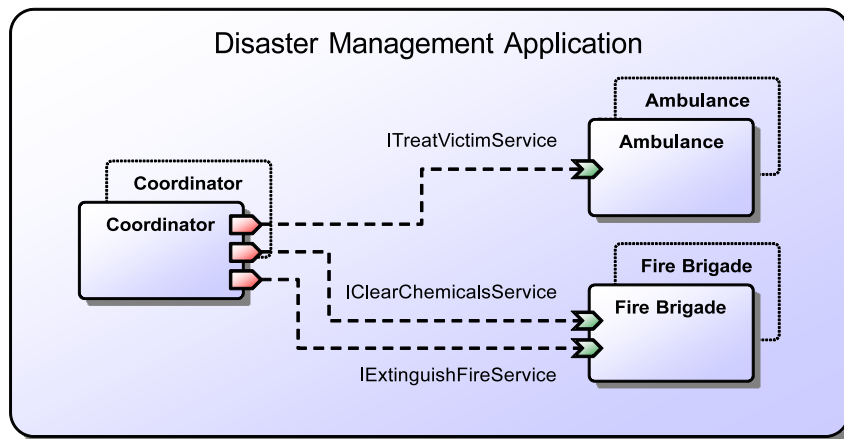 Disaster Management Application
Ambulance
ITreatVictimService
Ambulance
Coordinator
Coordinator
Fire Brigade
IClearChemicalsService
Fire Brigade
IExtinguishFireService